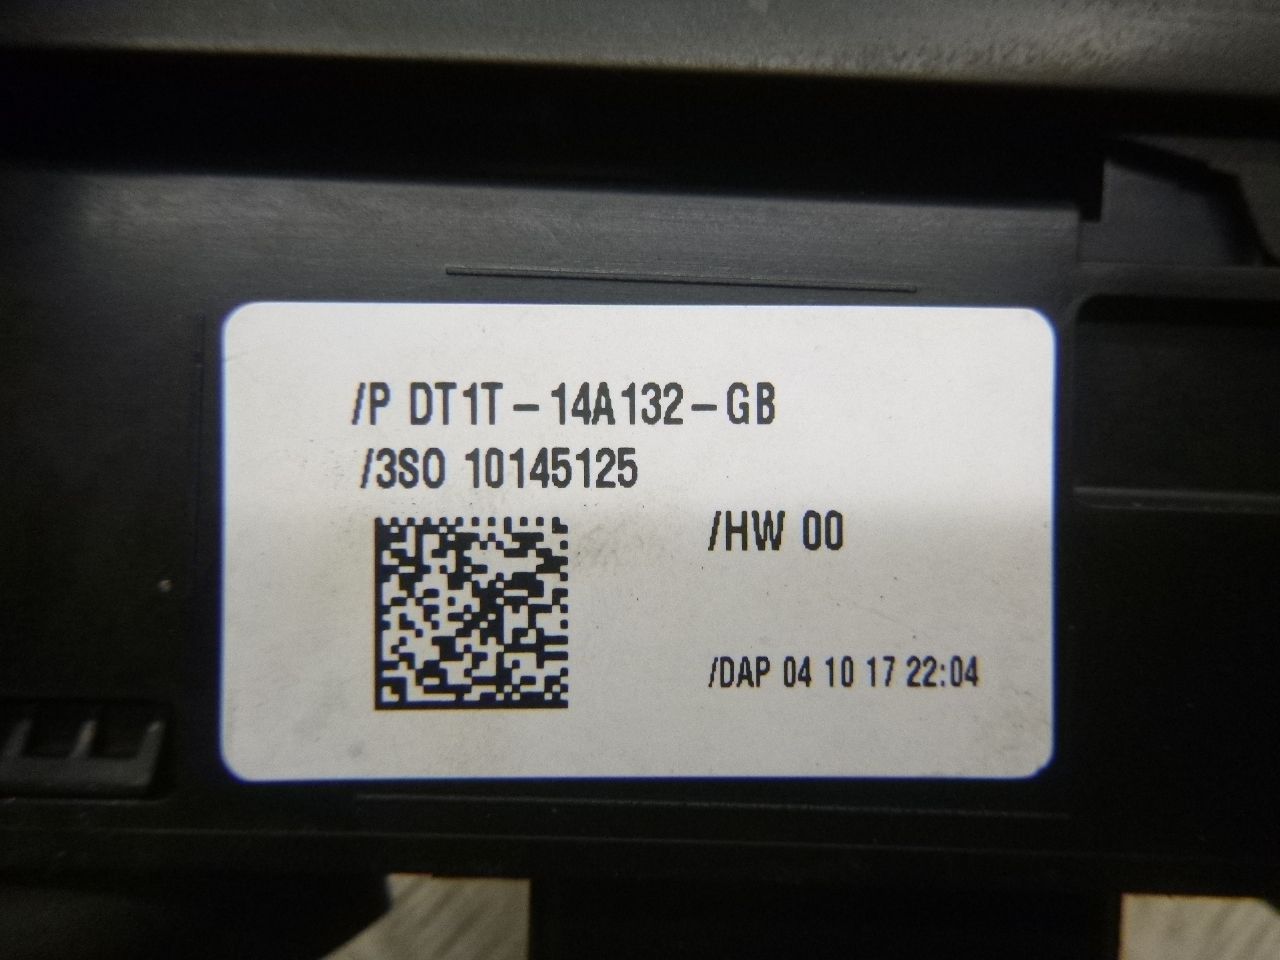 /P DT1T-14A132-GB
/3SO 10145125
/HW 00
/DAP 04 10 17 22:04